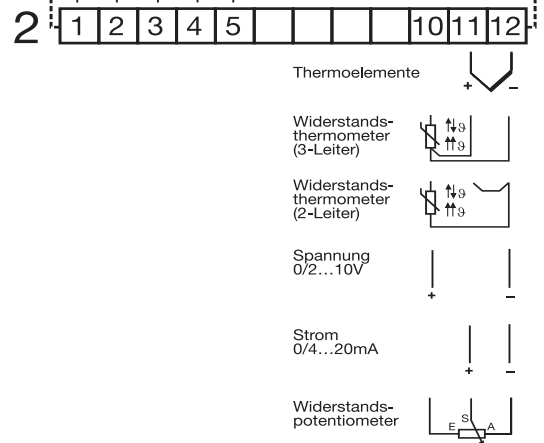 2 1 2 3 4 5 10 11 12
Thermoelemente
+ −
Widerstands-
thermometer
(3-Leiter)
ϑ
ϑ
Widerstands-
thermometer
(2-Leiter)
ϑ
ϑ
Spannung
0/2...10V
+ −
Strom
0/4...20mA
+ −
Widerstands-
potentiometer
E S A